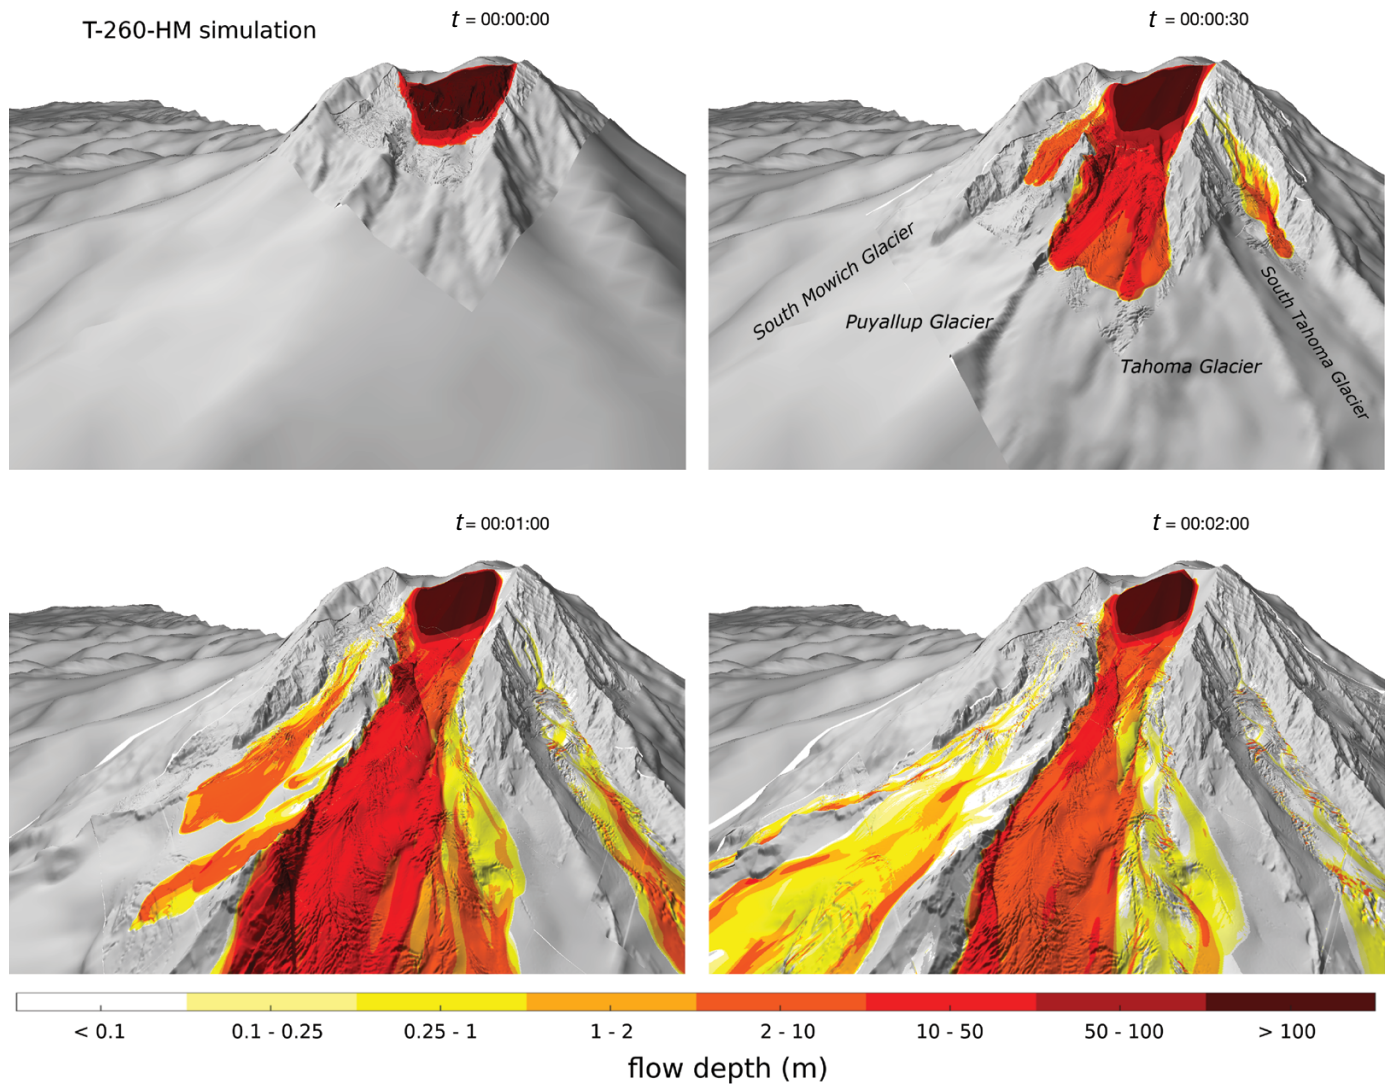 T-260-HM simulation
t = 00:00:00
t = 00:00:30
South Mowich Glacier
Puyallup Glacier
Tahoma Glacier
South Tahoma Glacier
t = 00:01:00
t = 00:02:00
< 0.1
0.1 - 0.25
0.25 - 1
1 - 2
2 - 10
10 - 50
50 - 100
> 100
flow depth (m)